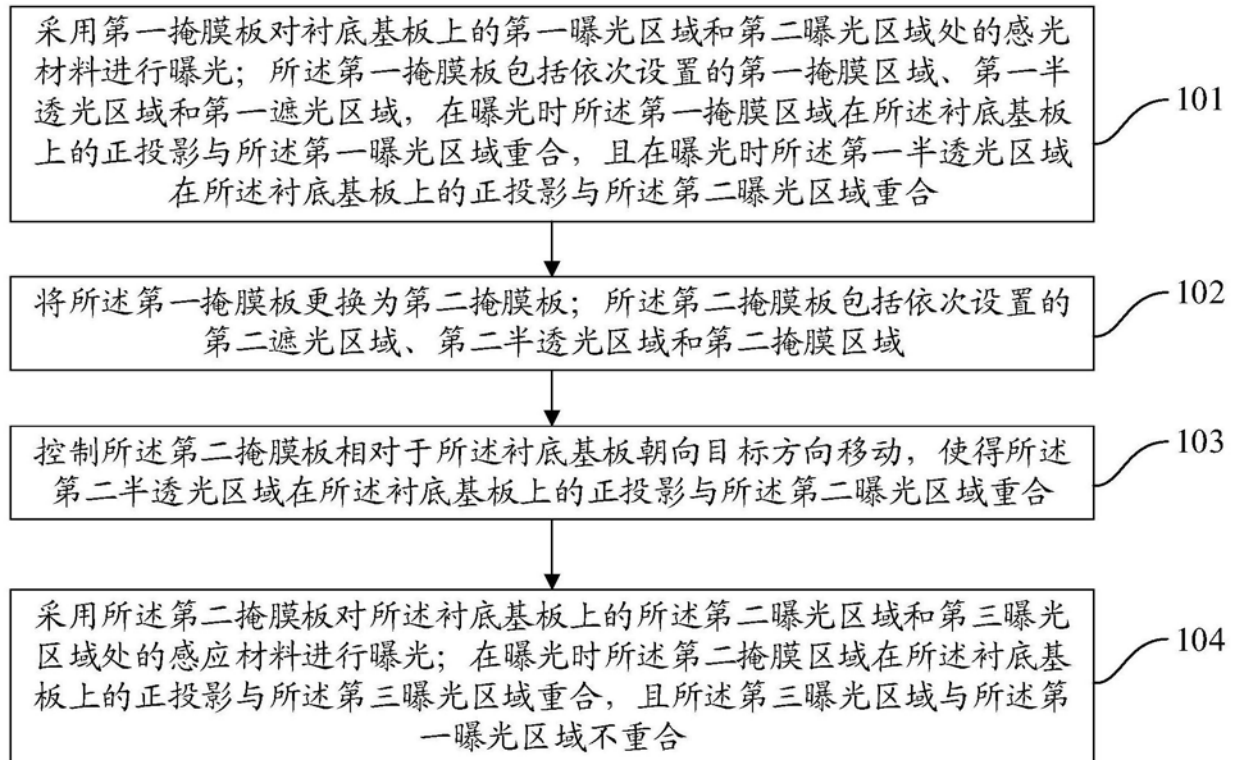 采用第一掩膜板对衬底基板上的第一曝光区域和第二曝光区域处的感光
材料进行曝光；所述第一掩膜板包括依次设置的第一掩膜区域、第一半
透光区域和第一遮光区域，在曝光时所述第一掩膜区域在所述衬底基板
上的正投影与所述第一曝光区域重合，且在曝光时所述第一半透光区域
在所述衬底基板上的正投影与所述第二曝光区域重合
101
将所述第一掩膜板更换为第二掩膜板；所述第二掩膜板包括依次设置的
第二遮光区域、第二半透光区域和第二掩膜区域
102
控制所述第二掩膜板相对于所述衬底基板朝向目标方向移动，使得所述
第二半透光区域在所述衬底基板上的正投影与所述第二曝光区域重合
103
采用所述第二掩膜板对所述衬底基板上的所述第二曝光区域和第三曝光
区域处的感应材料进行曝光；在曝光时所述第二掩膜区域在所述衬底基
板上的正投影与所述第三曝光区域重合，且所述第三曝光区域与所述第
一曝光区域不重合
104